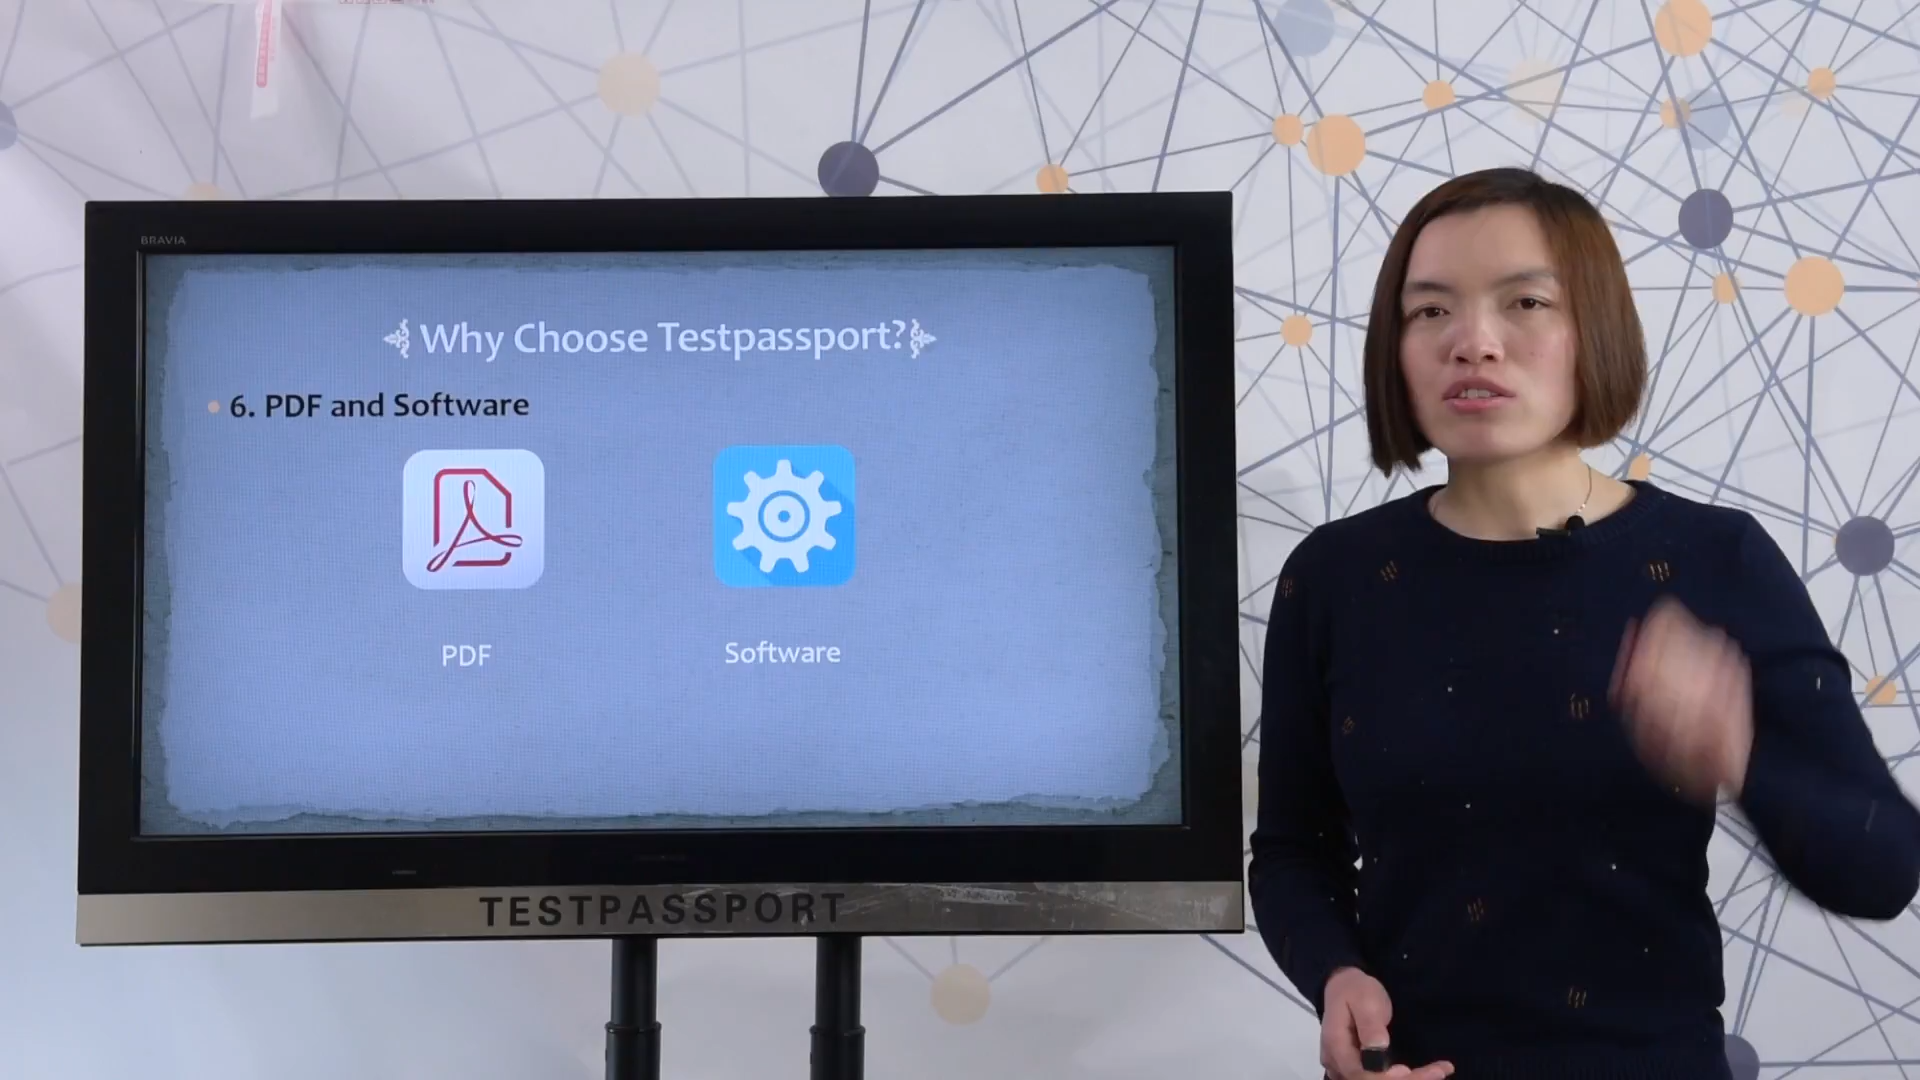 BRAVIA
Why Choose Testpassport?
6. PDF and Software
PDF
Software
TESTPASSPORT